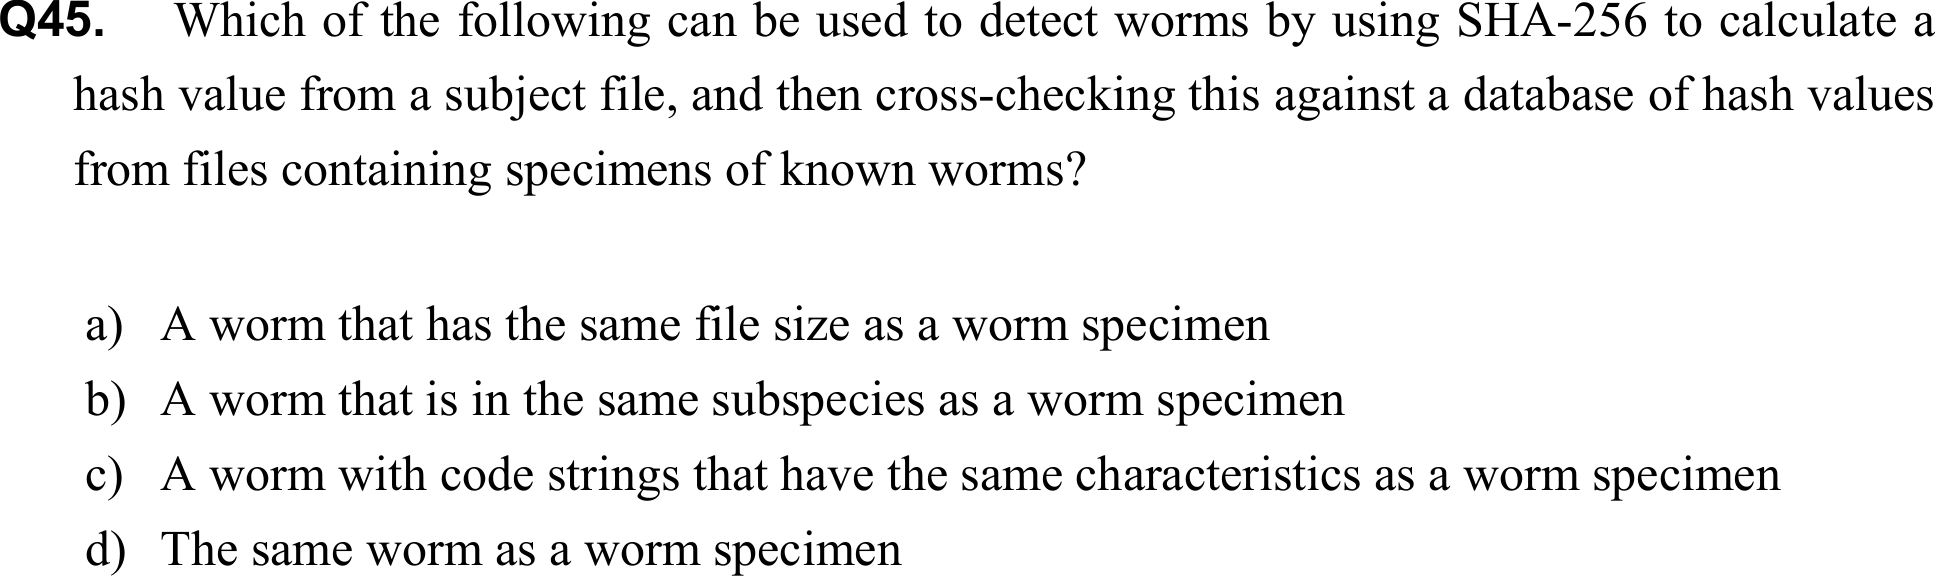 Q45. Which of the following can be used to detect worms by using SHA-256 to calculate a
hash value from a subject file, and then cross-checking this against a database of hash values
from files containing specimens of known worms?
a) A worm that has the same file size as a worm specimen
b) A worm that is in the same subspecies as a worm specimen
c) A worm with code strings that have the same characteristics as a worm specimen
d) The same worm as a worm specimen